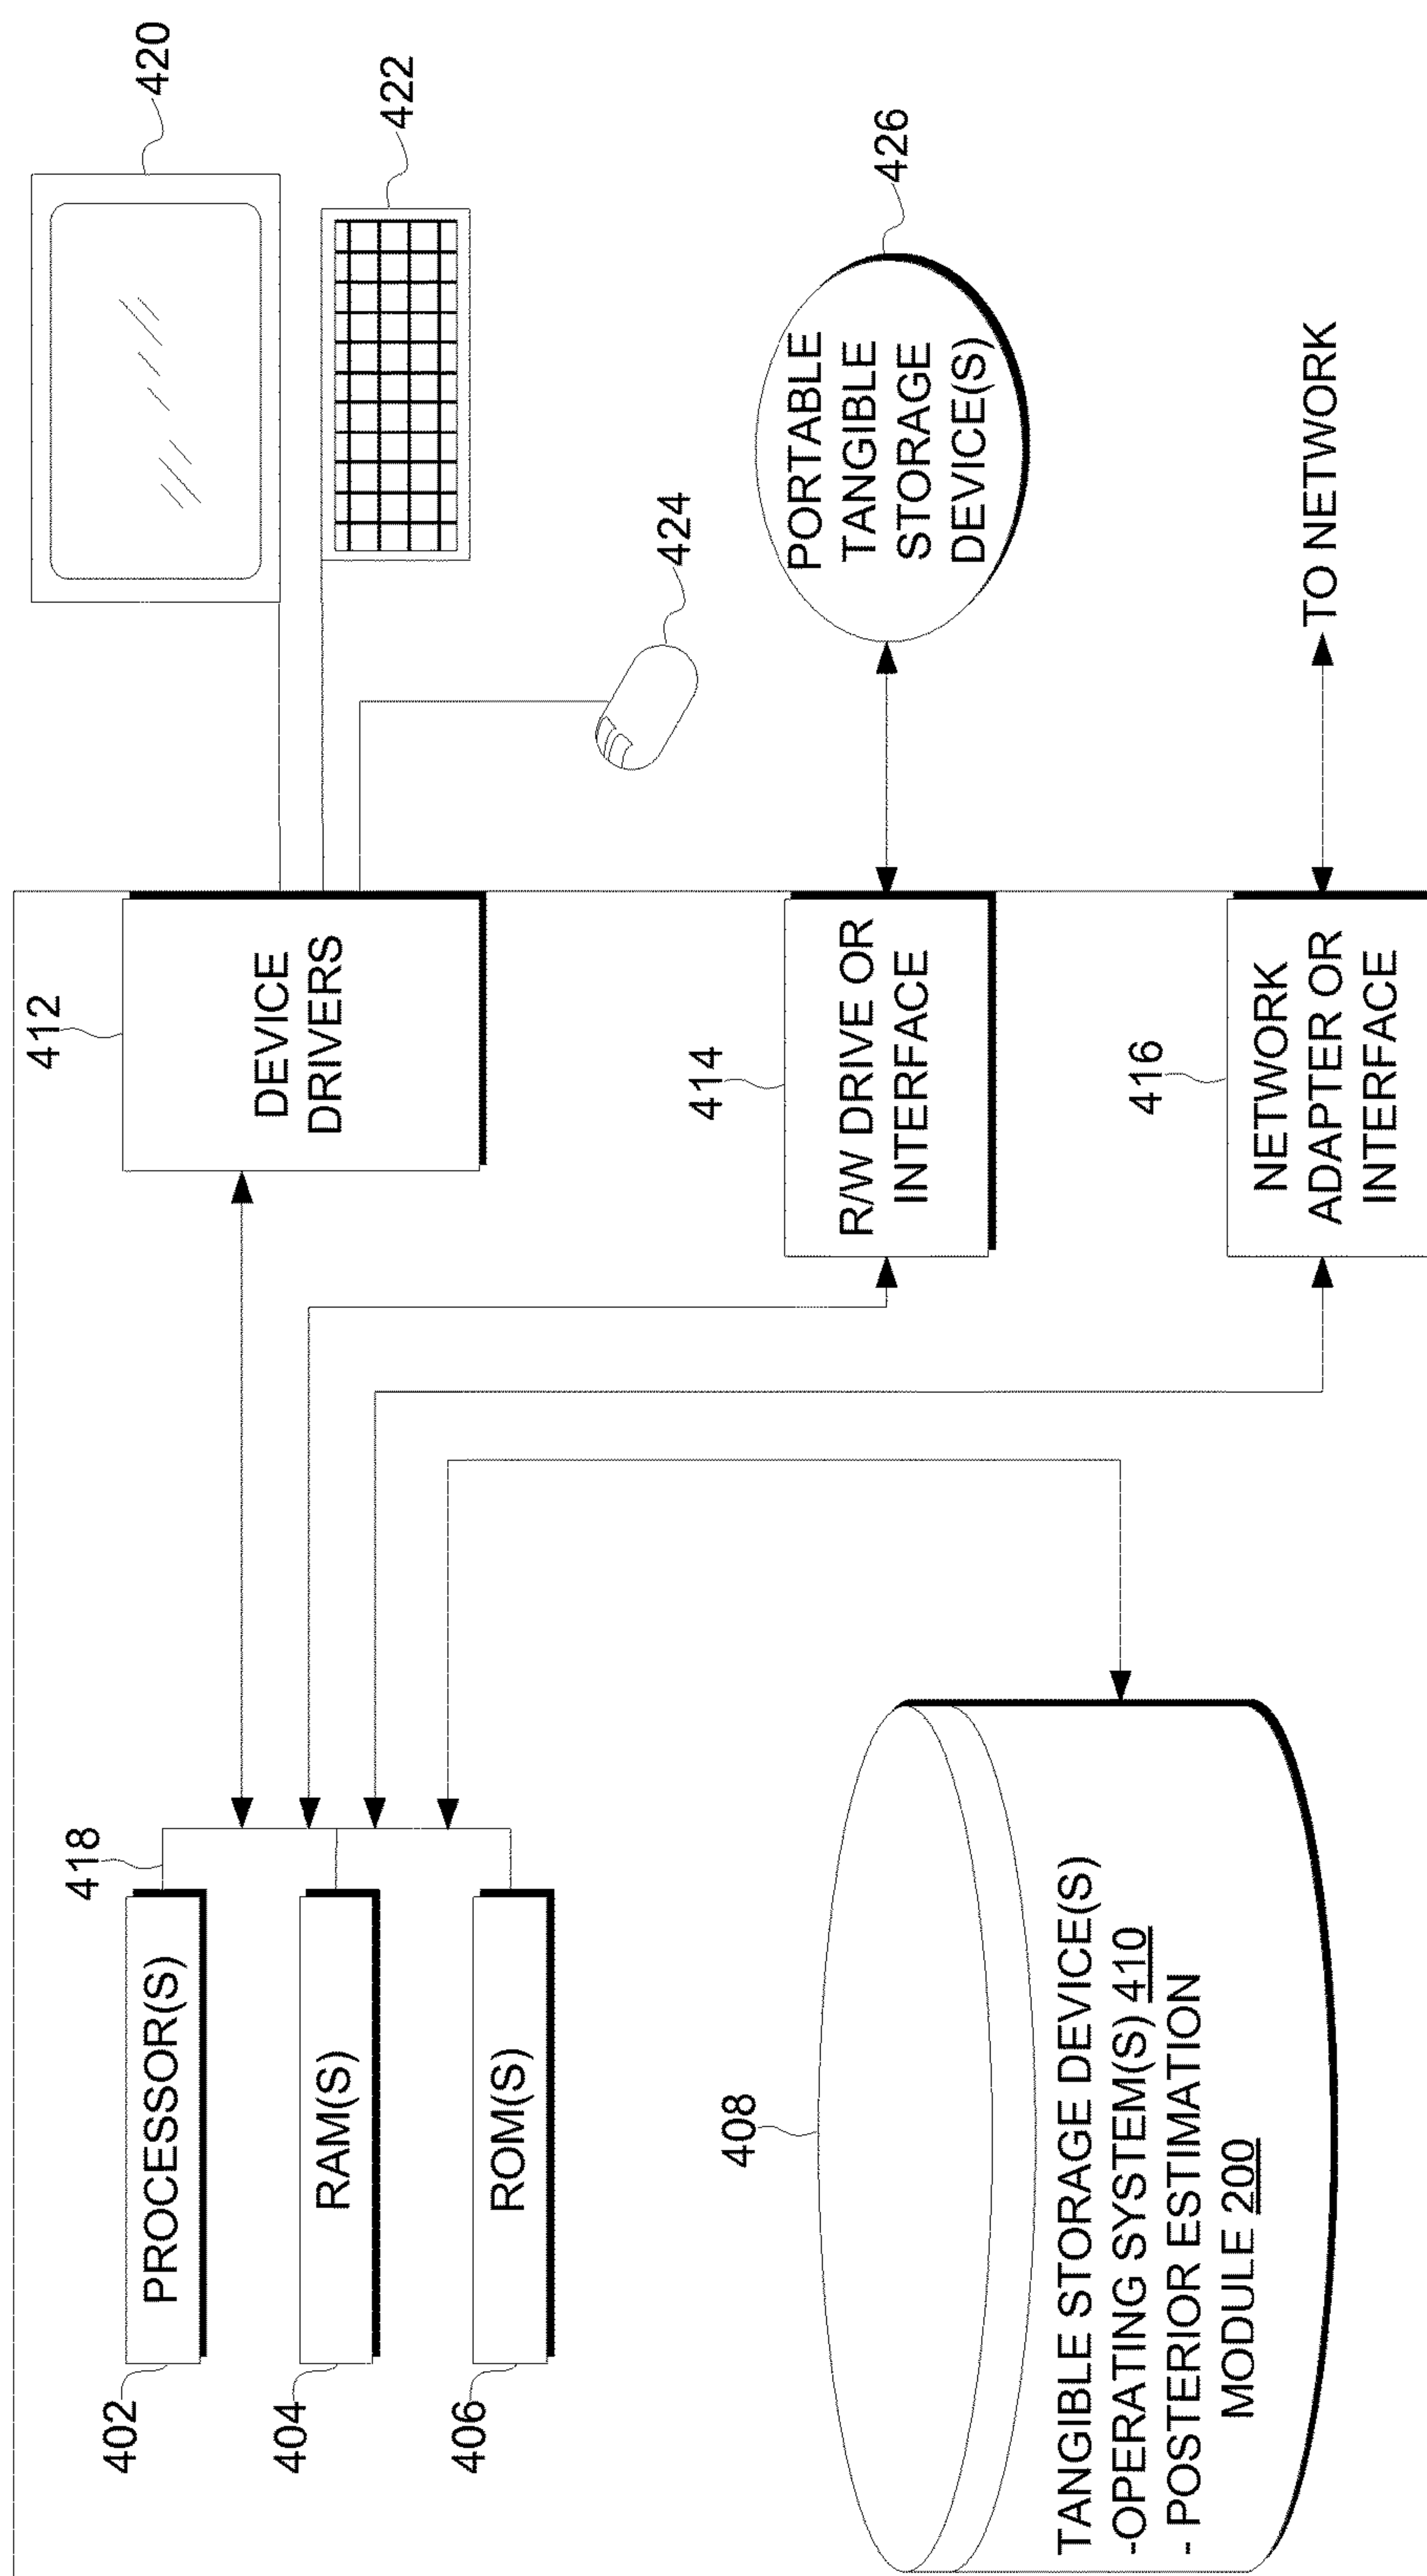 402
PROCESSOR(S)
418
404
RAM(S)
406
ROM(S)
412
DEVICE
DRIVERS
420
422
424
408
TANGIBLE STORAGE DEVICE(S)
-OPERATING SYSTEM(S) 410
- POSTERIOR ESTIMATION
MODULE 200
414
R/W DRIVE OR
INTERFACE
426
PORTABLE
TANGIBLE
STORAGE
DEVICE(S)
416
NETWORK
ADAPTER OR
INTERFACE
TO NETWORK